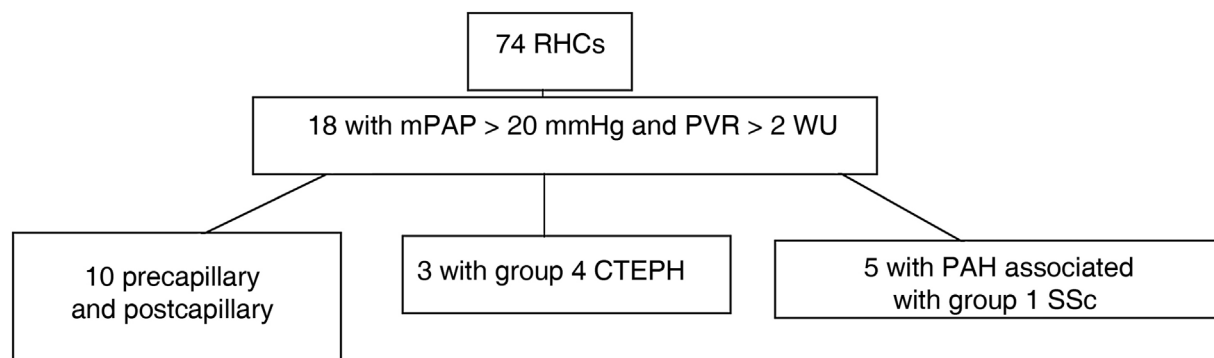 74 RHCs
18 with mPAP > 20 mmHg and PVR > 2 WU
10 precapillary
and postcapillary
3 with group 4 CTEPH
5 with PAH associated
with group 1 SSc